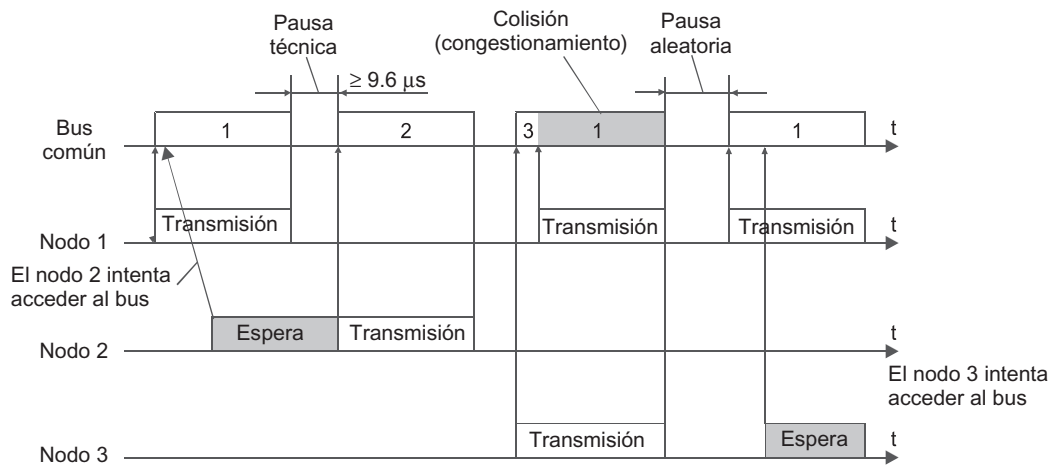 Pausa
técnica
Colisión
(congestionamiento)
Pausa
aleatoria
≥ 9.6 μs
Bus
común
1
2
3
1
1
t
Nodo 1
Transmisión
Transmisión
Transmisión
t
El nodo 2 intenta
acceder al bus
Nodo 2
Espera
Transmisión
t
El nodo 3 intenta
acceder al bus
Nodo 3
Transmisión
Espera
t